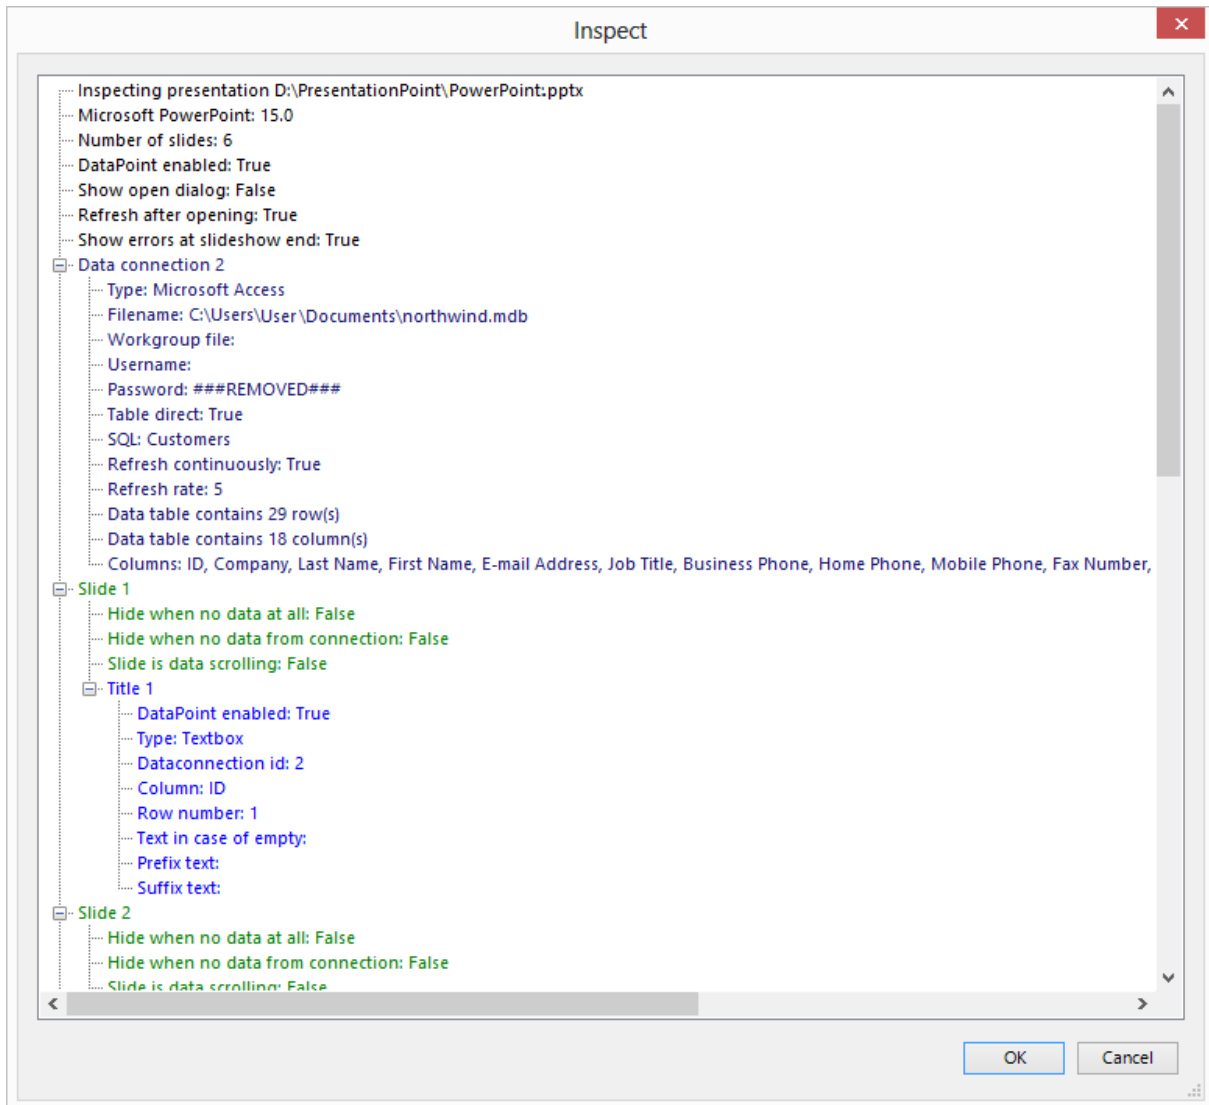 Inspect
Inspecting presentation D:\PresentationPoint\PowerPoint.pptx
Microsoft PowerPoint: 15.0
Number of slides: 6
DataPoint enabled: True
Show open dialog: False
Refresh after opening: True
Show errors at slideshow end: True
Data connection 2
Type: Microsoft Access
Filename: C:\Users\User\Documents\northwind.mdb
Workgroup file:
Username:
Password: ###REMOVED###
Table direct: True
SQL: Customers
Refresh continuously: True
Refresh rate: 5
Data table contains 29 row(s)
Data table contains 18 column(s)
Columns: ID, Company, Last Name, First Name, E-mail Address, Job Title, Business Phone, Home Phone, Mobile Phone, Fax Number,
Slide 1
Hide when no data at all: False
Hide when no data from connection: False
Slide is data scrolling: False
Title 1
DataPoint enabled: True
Type: Textbox
Dataconnection id: 2
Column: ID
Row number: 1
Text in case of empty:
Prefix text:
Suffix text:
Slide 2
Hide when no data at all: False
Hide when no data from connection: False
Slide is data scrolling: False
OK
Cancel